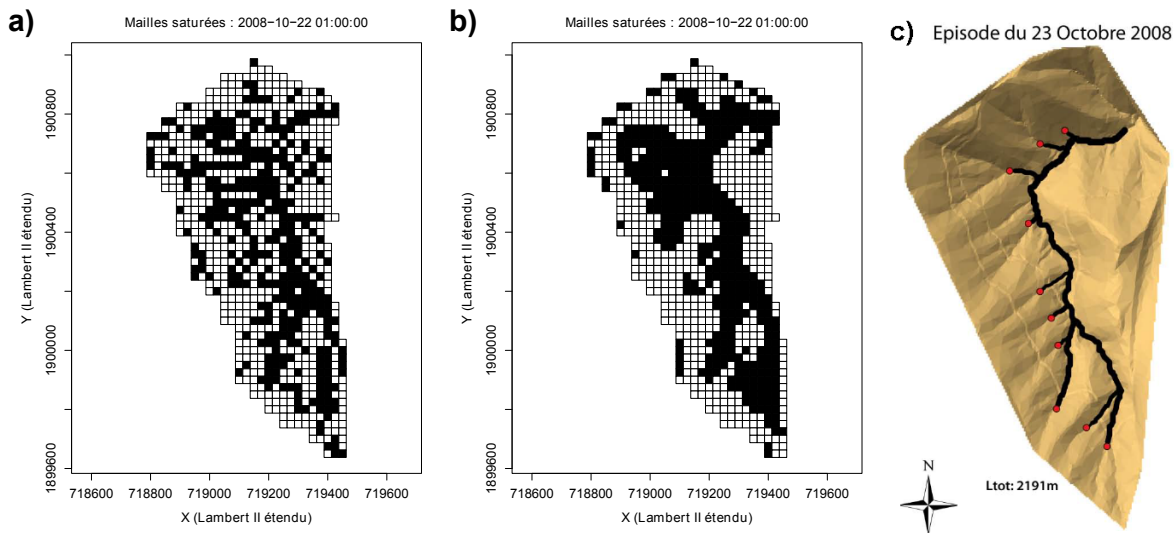 a)
Mailles saturées : 2008−10−22 01:00:00
Y (Lambert II étendu)
1900800
1900400
1900000
1899600
718600 718800 719000 719200 719400 719600
X (Lambert II étendu)
b)
Mailles saturées : 2008−10−22 01:00:00
Y (Lambert II étendu)
1900800
1900400
1900000
1899600
718600 718800 719000 719200 719400 719600
X (Lambert II étendu)
c) Episode du 23 Octobre 2008
N
Ltot: 2191m